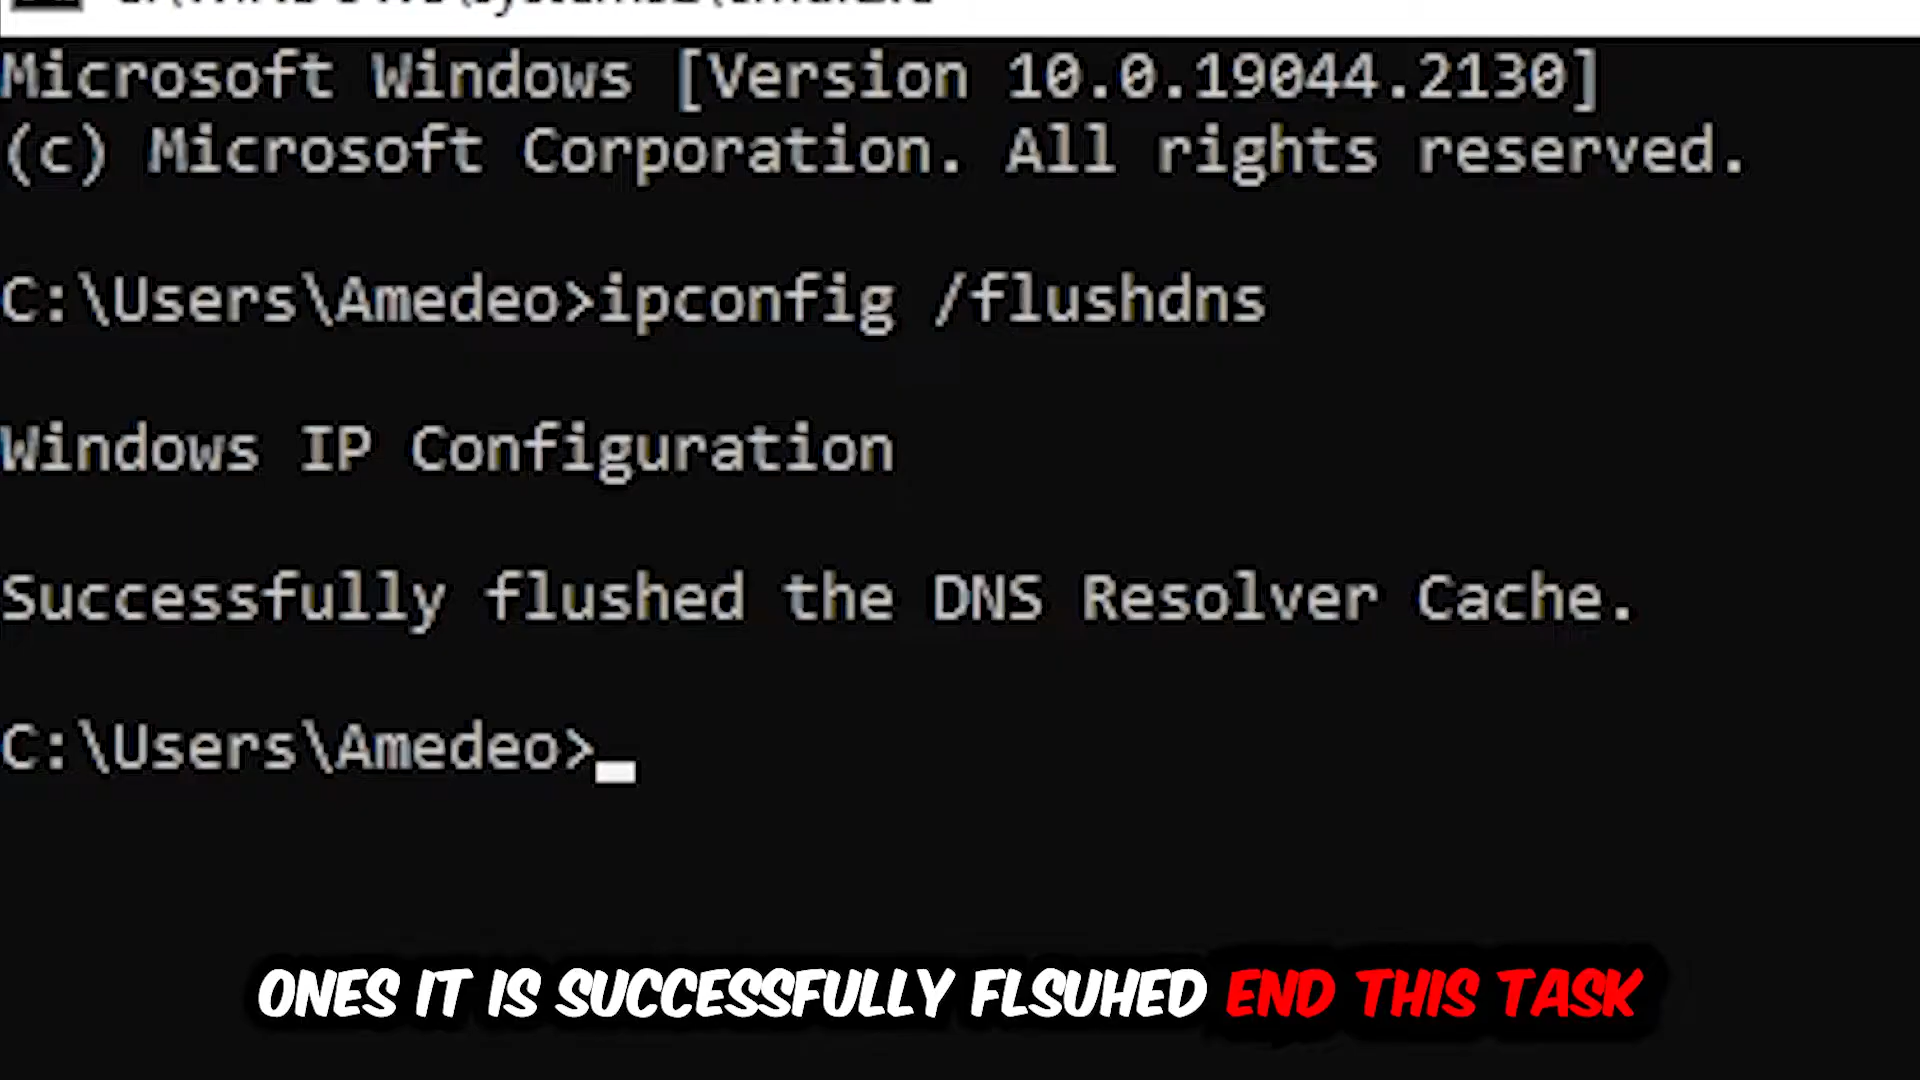 Microsoft Windows [Version 10.0.19044.2130]
(c) Microsoft Corporation. All rights reserved.
C:\Users\Amedeo>ipconfig /flushdns
Windows IP Configuration
Successfully flushed the DNS Resolver Cache.
C:\Users\Amedeo>
ONES IT IS SUCCESSFULLY FLSUHED END THIS TASK